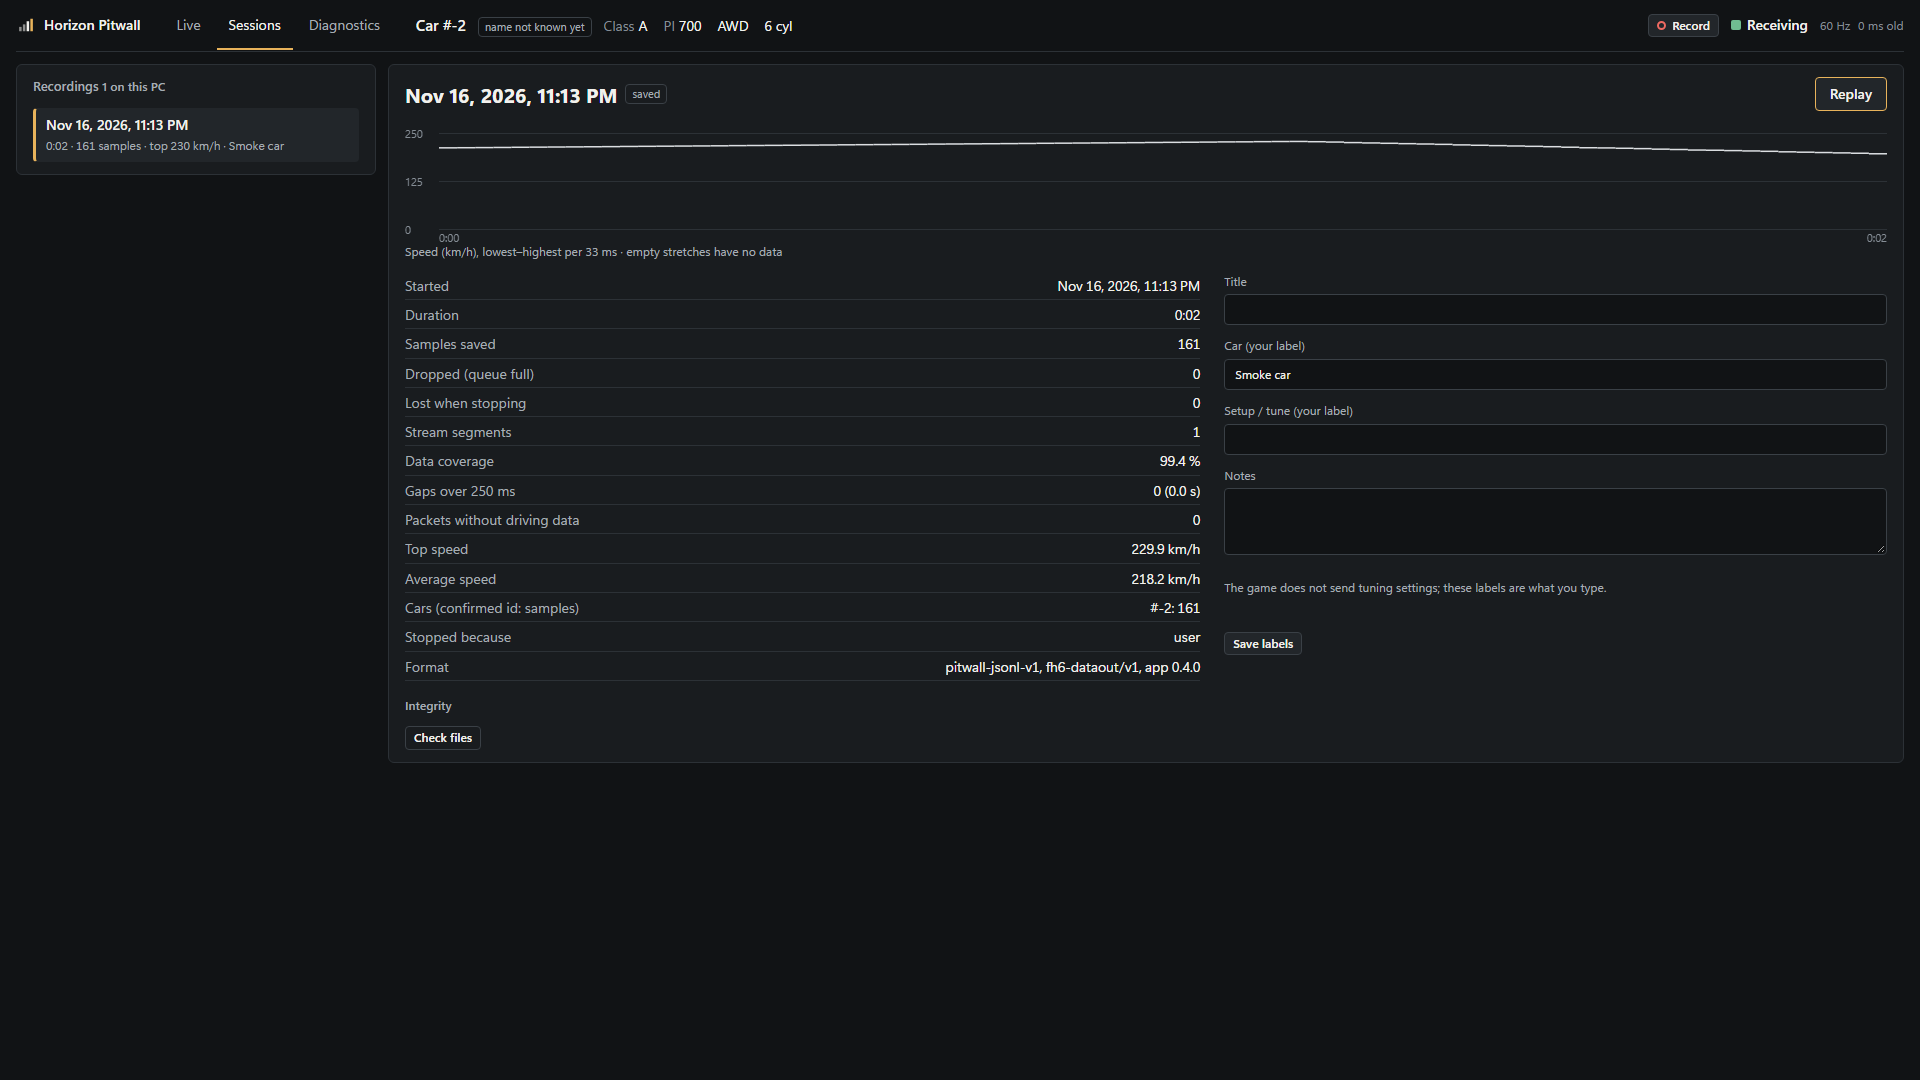 Horizon Pitwall Live Sessions Diagnostics Car #-2 name not known yet Class A PI 700 AWD 6 cyl Record Receiving 60 Hz 0 ms old
Recordings 1 on this PC
Nov 16, 2026, 11:13 PM
0:02 · 161 samples · top 230 km/h · Smoke car
Nov 16, 2026, 11:13 PM saved Replay
250
125
0
0:00 0:02
Speed (km/h), lowest–highest per 33 ms · empty stretches have no data
Started Nov 16, 2026, 11:13 PM
Duration 0:02
Samples saved 161
Dropped (queue full) 0
Lost when stopping 0
Stream segments 1
Data coverage 99.4 %
Gaps over 250 ms 0 (0.0 s)
Packets without driving data 0
Top speed 229.9 km/h
Average speed 218.2 km/h
Cars (confirmed id: samples) #-2: 161
Stopped because user
Format pitwall-jsonl-v1, fh6-dataout/v1, app 0.4.0
Integrity
Check files
Title
Car (your label)
Smoke car
Setup / tune (your label)
Notes
The game does not send tuning settings; these labels are what you type.
Save labels